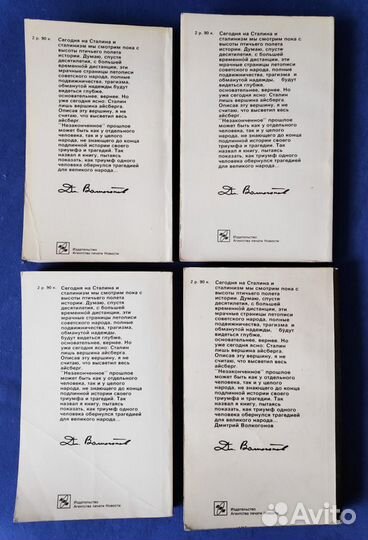 2 р. 90 к.
Сегодня на Сталина и
сталинизм мы смотрим пока с
высоты птичьего полета
истории. Думаю, спустя
десятилетия, с большей
временной дистанции, эти
мрачные страницы летописи
советского народа, полные
подвижничества, трагизма и
обманутой надежды будут
видеться глубже,
основательнее, вернее. Но
уже сегодня ясно: Сталин
лишь вершина айсберга.
Описав эту вершину, я не
считаю, что высветил весь
айсберг.
"Незаконченное" прошлое
может быть как у отдельного
человека, так и у целого
народа, не знающего до конца
подлинной истории своего
триумфа и трагедий. Так
назвал я книгу, пытаясь
показать, как триумф одного
человека обернулся трагедией
для великого народа...
Издательство
Агентства печати Новости
2 р. 90 к.
Сегодня на Сталина и
сталинизм мы смотрим пока с
высоты птичьего полета
истории. Думаю, спустя
десятилетия, с большей
временной дистанции, эти
мрачные страницы летописи
советского народа, полные
подвижничества, трагизма и
обманутой надежды, будут
видеться глубже,
основательнее, вернее. Но
уже сегодня ясно: Сталин
лишь вершина айсберга.
Описав эту вершину, я не
считаю, что высветил весь
айсберг.
"Незаконченное" прошлое
может быть как у отдельного
человека, так и у целого
народа, не знающего до конца
подлинной истории своего
триумфа и трагедий. Так
назвал я книгу, пытаясь
показать, как триумф одного
человека обернулся трагедией
для великого народа...
Издательство
Агентства печати Новости
2 р. 90 к.
Сегодня на Сталина и
сталинизм мы смотрим пока с
высоты птичьего полета
истории. Думаю, спустя
десятилетия, с большей
временной дистанции, эти
мрачные страницы летописи
советского народа, полные
подвижничества, трагизма
обманутой надежды,
будут видеться глубже,
основательнее, вернее. Но
уже сегодня ясно: Сталин
лишь вершина айсберга
Описав эту вершину, я не
считаю, что высветил весь
айсберг.
"Незаконченное" прошлое
может быть как у отдельного
человека, так и у целого
народа, не знающего до конца
подлинной истории своего
триумфа и трагедий. Так
назвал я книгу, пытаясь
показать, как триумф одного
человека обернулся трагедией
для великого народа...
Издательство
Агентства печати Новости
2 р. 90 к.
Сегодня на Сталина и
сталинизм мы смотрим пока с
высоты птичьего полета
истории. Думаю, спустя
десятилетия, с большей
временной дистанции, эти
мрачные страницы летописи
советского народа, полные
подвижничества, трагизма и
обманутой надежды, будут
видеться глубже,
основательнее, вернее. Но
уже сегодня ясно: Сталин
лишь вершина айсберга.
Описав эту вершину, я не
считаю, что высветил весь
айсберг.
"Незаконченное" прошлое
может быть как у отдельного
человека, так и у целого
народа, не знающего до конца
подлинной истории своего
триумфа и трагедий. Так
назвал я книгу, пытаясь
показать, как триумф одного
человека обернулся трагедией
для великого народа...
Дмитрий Волкогонов
Издательство
Агентства печати Новости
Avito